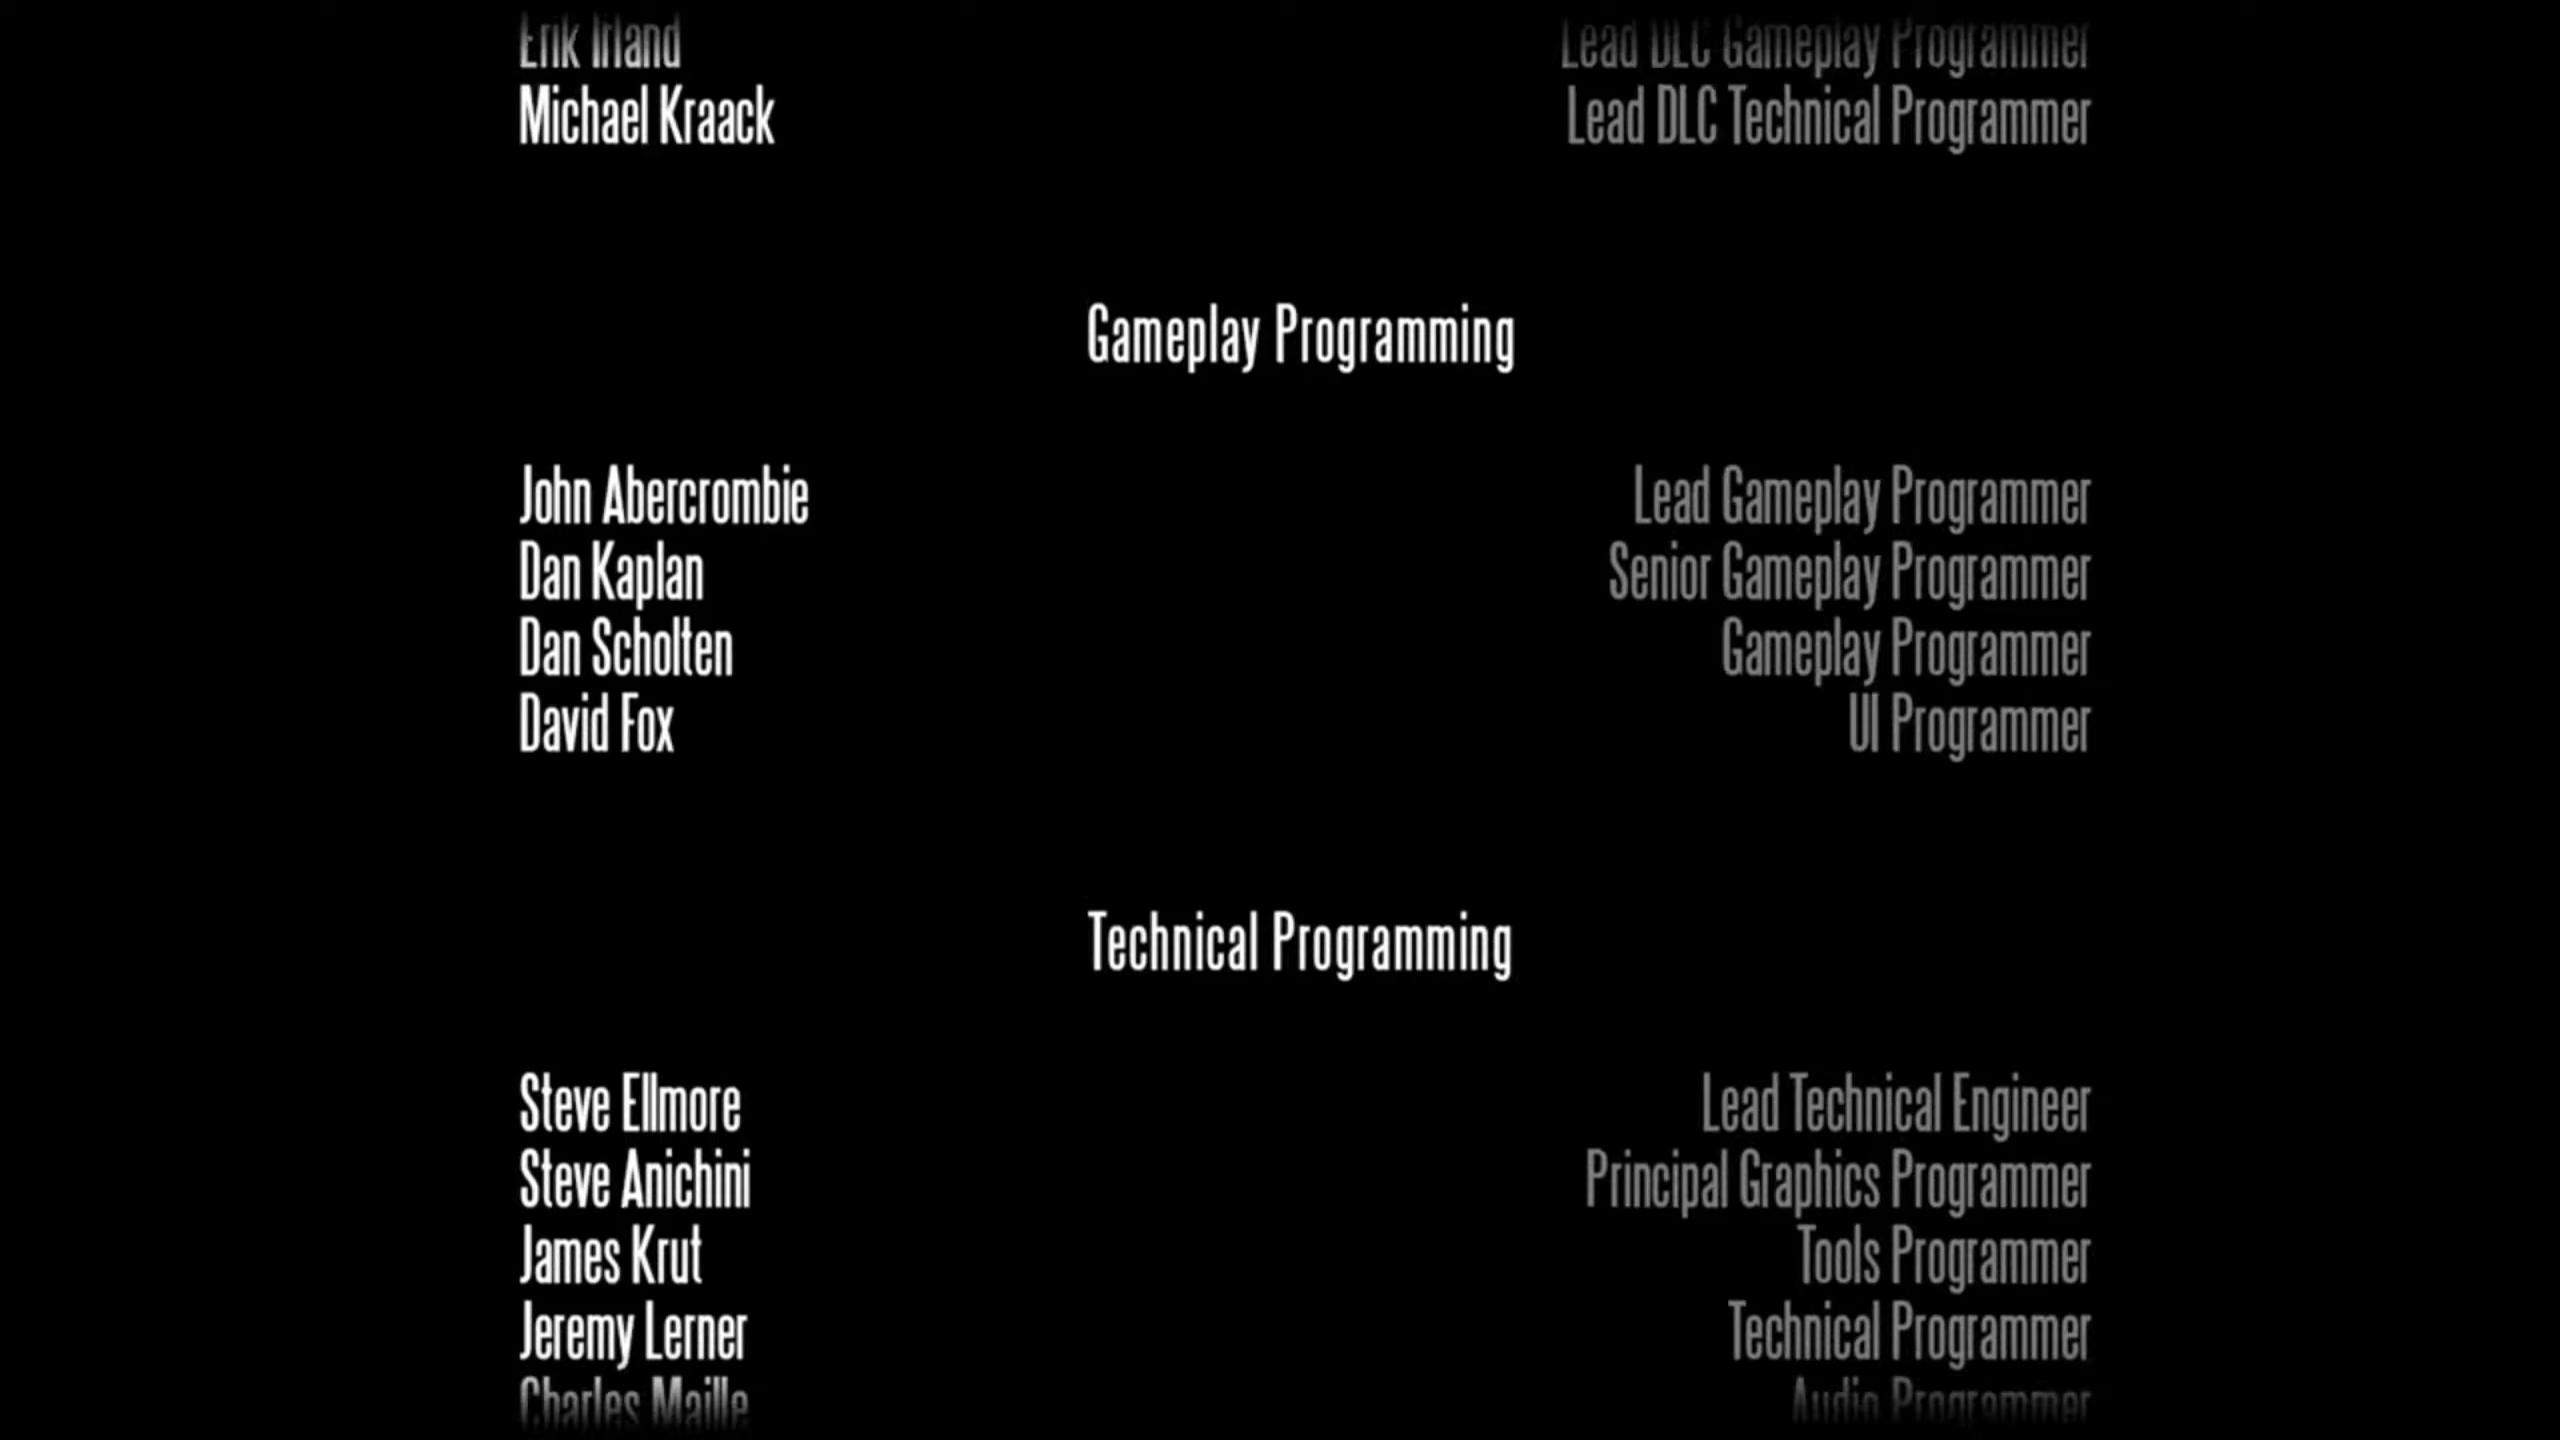 Erik Irland Lead DLC Gameplay Programmer
Michael Kraack Lead DLC Technical Programmer
Gameplay Programming
John Abercrombie Lead Gameplay Programmer
Dan Kaplan Senior Gameplay Programmer
Dan Scholten Gameplay Programmer
David Fox UI Programmer
Technical Programming
Steve Ellmore Lead Technical Engineer
Steve Anichini Principal Graphics Programmer
James Krut Tools Programmer
Jeremy Lerner Technical Programmer
Charles Maille Audio Programmer